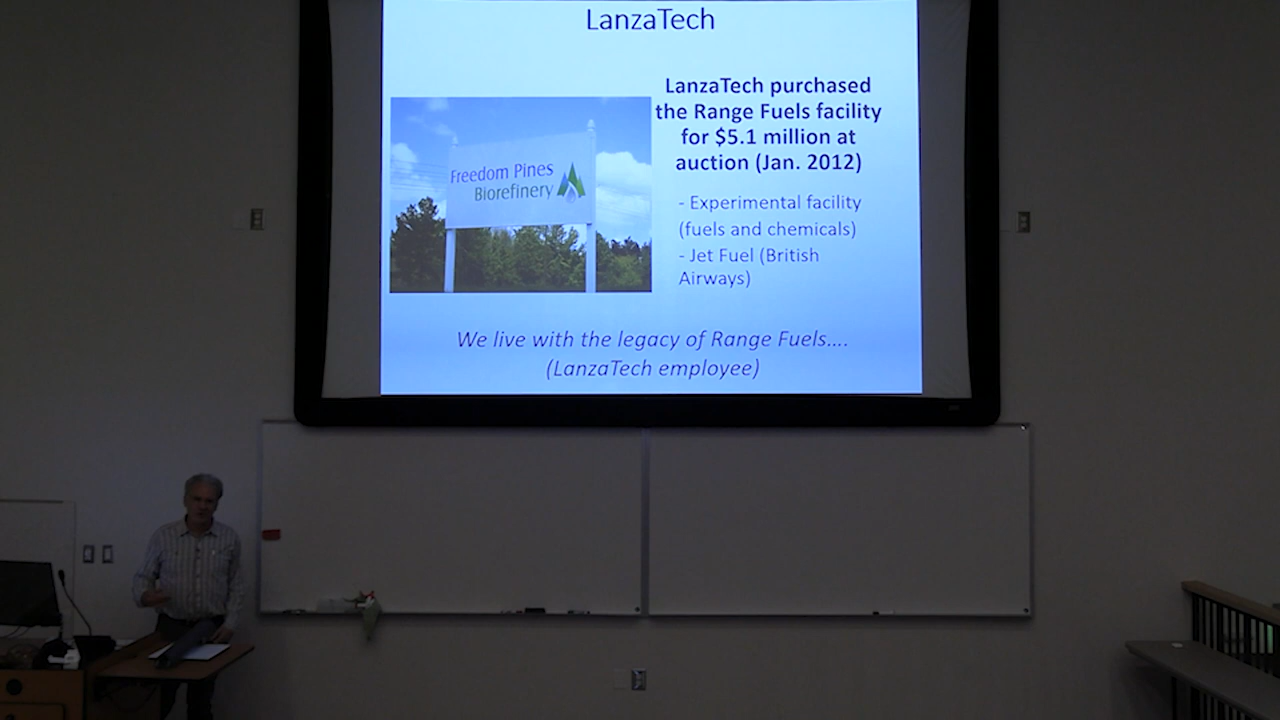 LanzaTech
LanzaTech purchased
the Range Fuels facility
for $5.1 million at
auction (Jan. 2012)
Freedom Pines
Biorefinery
- Experimental facility
(fuels and chemicals)
- Jet Fuel (British
Airways)
We live with the legacy of Range Fuels....
(LanzaTech employee)